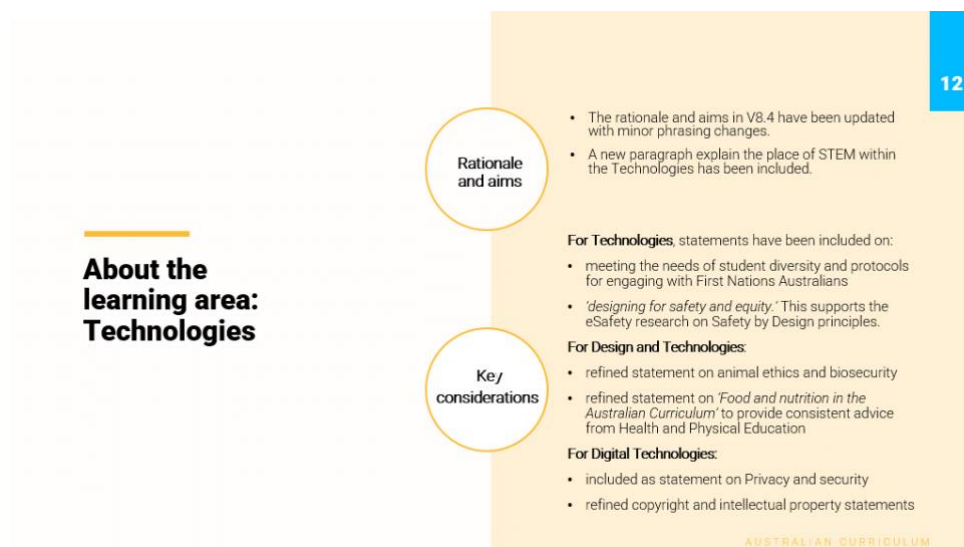 12
About the
learning area:
Technologies
Rationale
and aims
• The rationale and aims in V8.4 have been updated
with minor phrasing changes.
• A new paragraph explain the place of STEM within
the Technologies has been included.
Key
considerations
For Technologies, statements have been included on:
• meeting the needs of student diversity and protocols
for engaging with First Nations Australians
• 'designing for safety and equity.' This supports the
eSafety research on Safety by Design principles.
For Design and Technologies:
• refined statement on animal ethics and biosecurity
• refined statement on 'Food and nutrition in the
Australian Curriculum' to provide consistent advice
from Health and Physical Education
For Digital Technologies:
• included as statement on Privacy and security
• refined copyright and intellectual property statements
AUSTRALIAN CURRICULUM